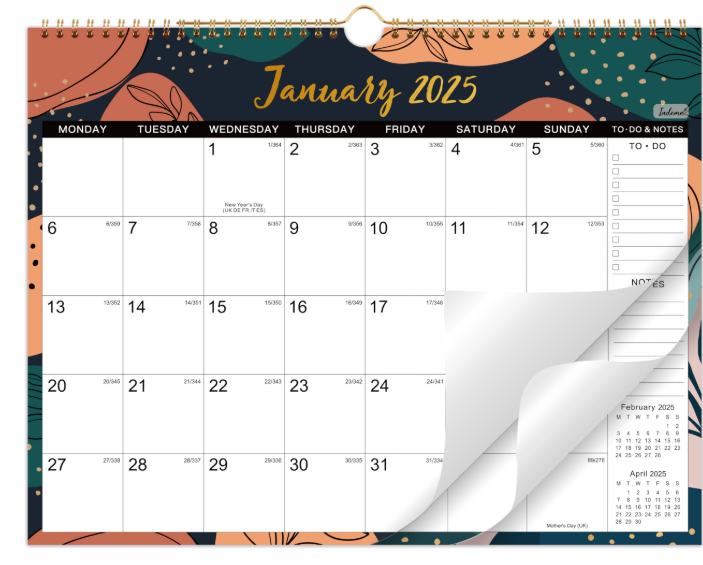 January 2025
Indeme
MONDAY TUESDAY WEDNESDAY THURSDAY FRIDAY SATURDAY SUNDAY TO-DO & NOTES
1 1/364 2 2/363 3 3/362 4 4/361 5 5/360
TO • DO
New Year's Day
(UK DE FR IT ES)
6 6/359 7 7/358 8 8/357 9 9/356 10 10/355 11 11/354 12 12/353
NOTES
13 13/352 14 14/351 15 15/350 16 16/349 17 17/348
20 20/345 21 21/344 22 22/343 23 23/342 24 24/341
February 2025
M T W T F S S
1 2
3 4 5 6 7 8 9
10 11 12 13 14 15 16
17 18 19 20 21 22 23
24 25 26 27 28
27 27/338 28 28/337 29 29/336 30 30/335 31 31/334 89/276
April 2025
M T W T F S S
1 2 3 4 5 6
7 8 9 10 11 12 13
14 15 16 17 18 19 20
21 22 23 24 25 26 27
28 29 30
Mother's Day (UK)